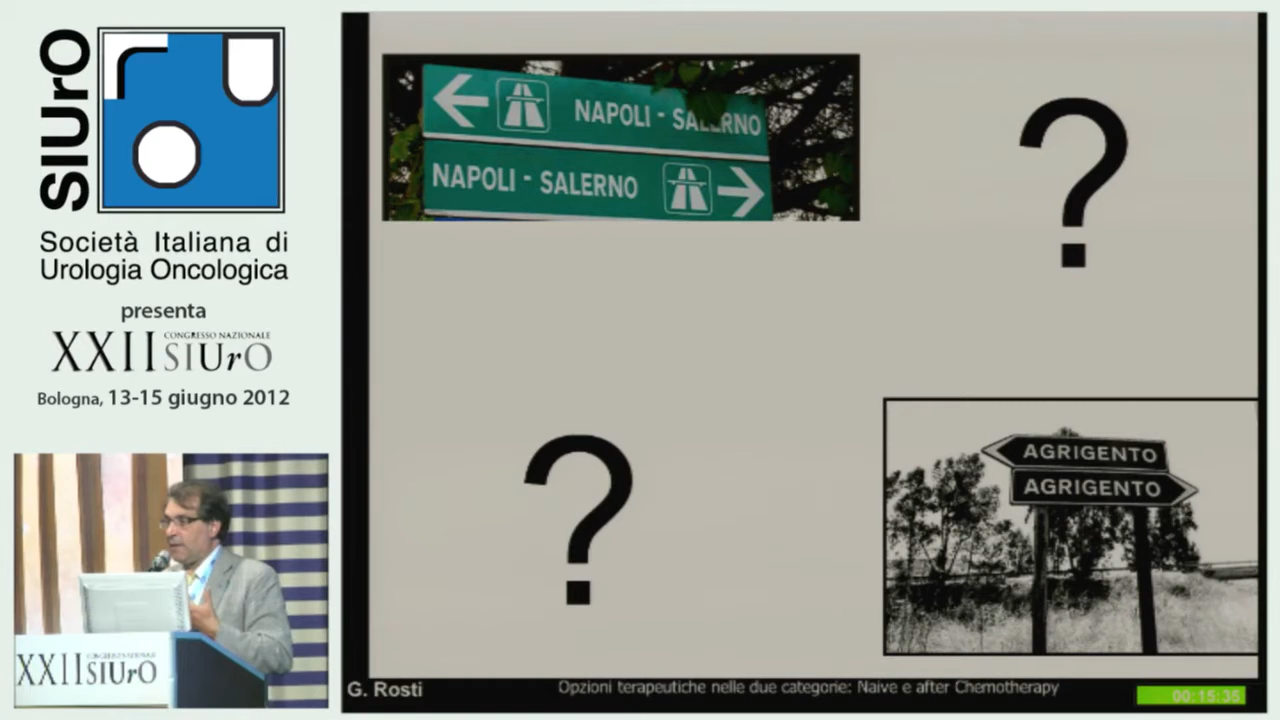 SIUrO
Società Italiana di
Urologia Oncologica
presenta
XXII CONGRESSO NAZIONALE
SIUrO
Bologna, 13-15 giugno 2012
XXII SIUrO
NAPOLI - SALERNO
NAPOLI - SALERNO
?
?
AGRIGENTO
AGRIGENTO
G. Rosti
Opzioni terapeutiche nelle due categorie: Naive e after Chemotherapy
00:15:35